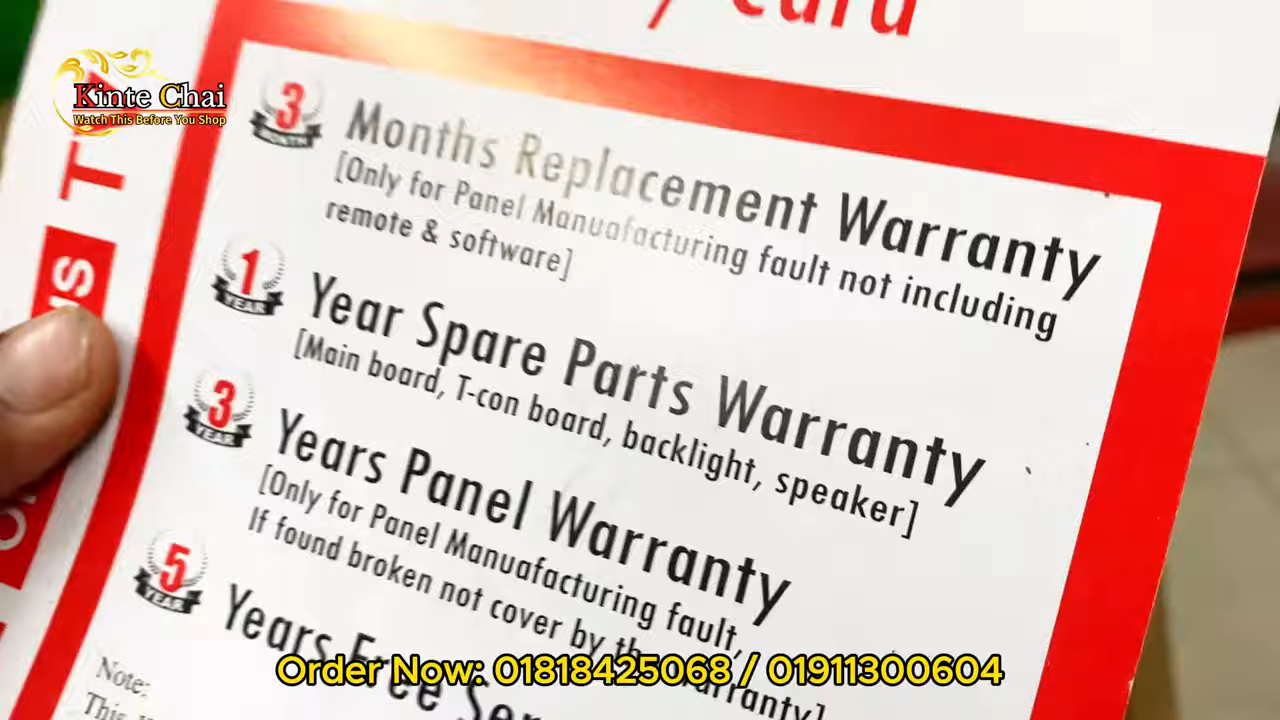 y Card
Kinte Chai
Watch This Before You Shop
T
3
MONTH
Months Replacement Warranty
[Only for Panel Manuafacturing fault not including
remote & software]
1
YEAR
Year Spare Parts Warranty
[Main board, T-con board, backlight, speaker]
3
YEAR
Years Panel Warranty
[Only for Panel Manuafacturing fault,
If found broken not cover by the warranty]
5
YEAR
Years Free Ser
Note:
This
Order Now: 01818425068 / 01911300604